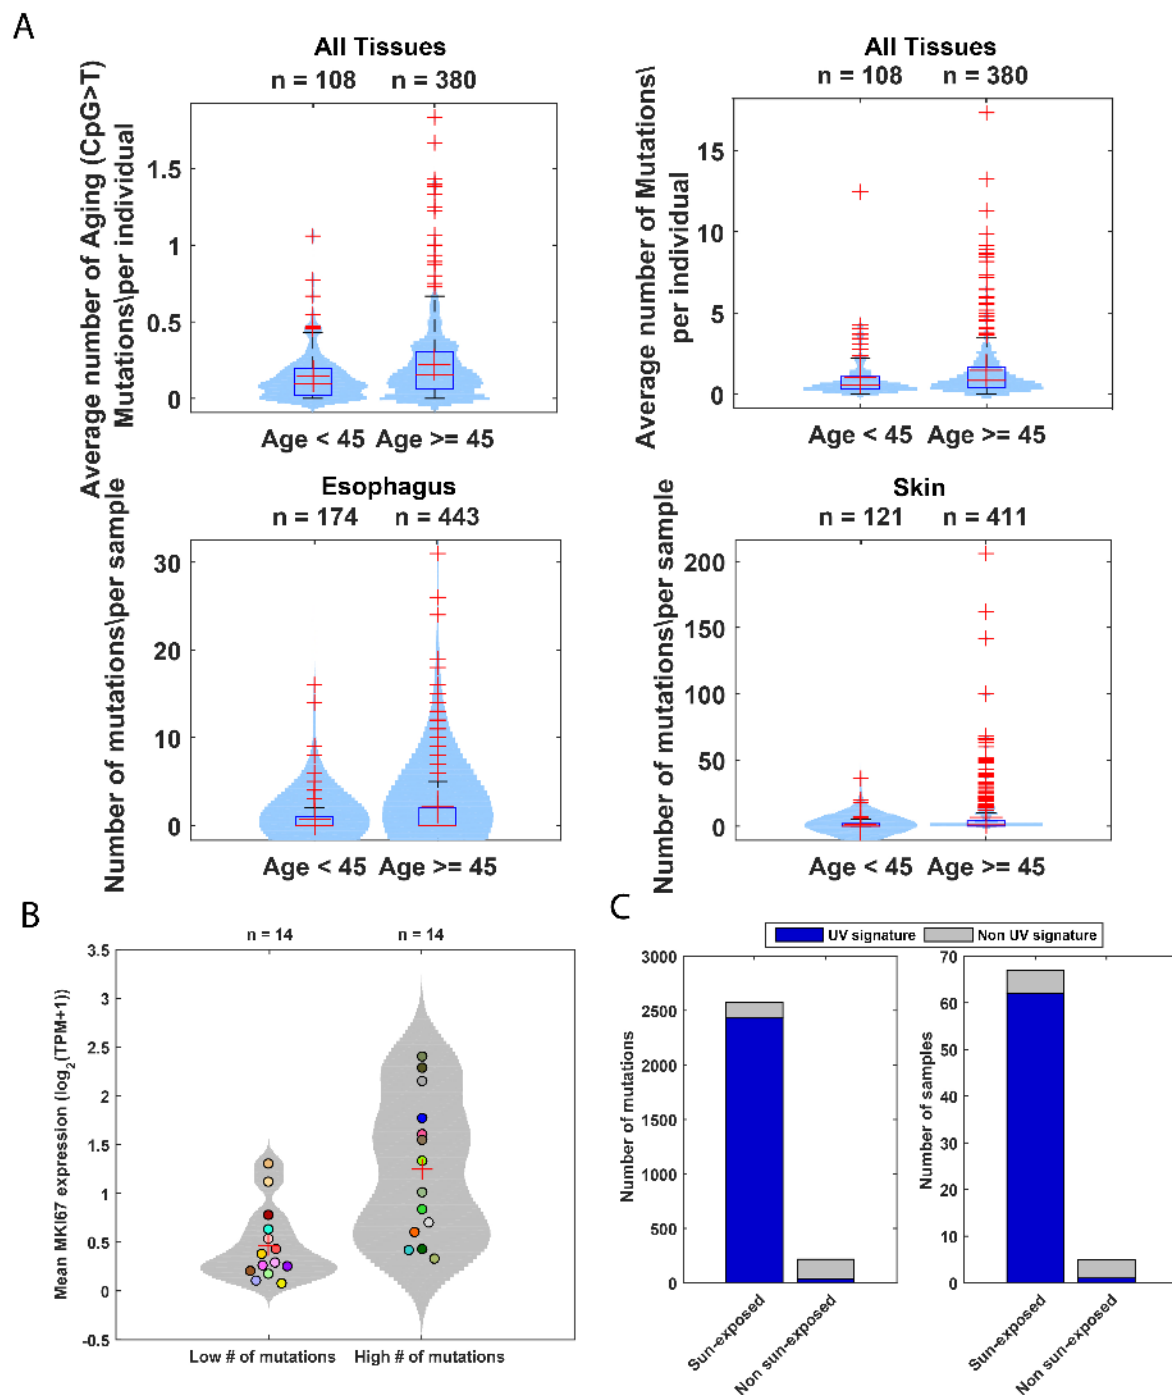 A
All Tissues
n = 108 n = 380
Average number of Aging (CpG>T)
Mutations\per individual
1.5
1
0.5
0
Age < 45 Age >= 45
All Tissues
n = 108 n = 380
Average number of Mutations\
per individual
15
10
5
0
Age < 45 Age >= 45
Esophagus
n = 174 n = 443
Number of mutations\per sample
30
20
10
0
Age < 45 Age >= 45
Skin
n = 121 n = 411
Number of mutations\per sample
200
150
100
50
0
Age < 45 Age >= 45
B
n = 14 n = 14
Mean MKI67 expression (log2(TPM+1))
3.5
3
2.5
2
1.5
1
0.5
0
-0.5
Low # of mutations High # of mutations
C
UV signature Non UV signature
Number of mutations
3000
2500
2000
1500
1000
500
0
Sun-exposed
Non sun-exposed
Number of samples
70
60
50
40
30
20
10
0
Sun-exposed
Non sun-exposed